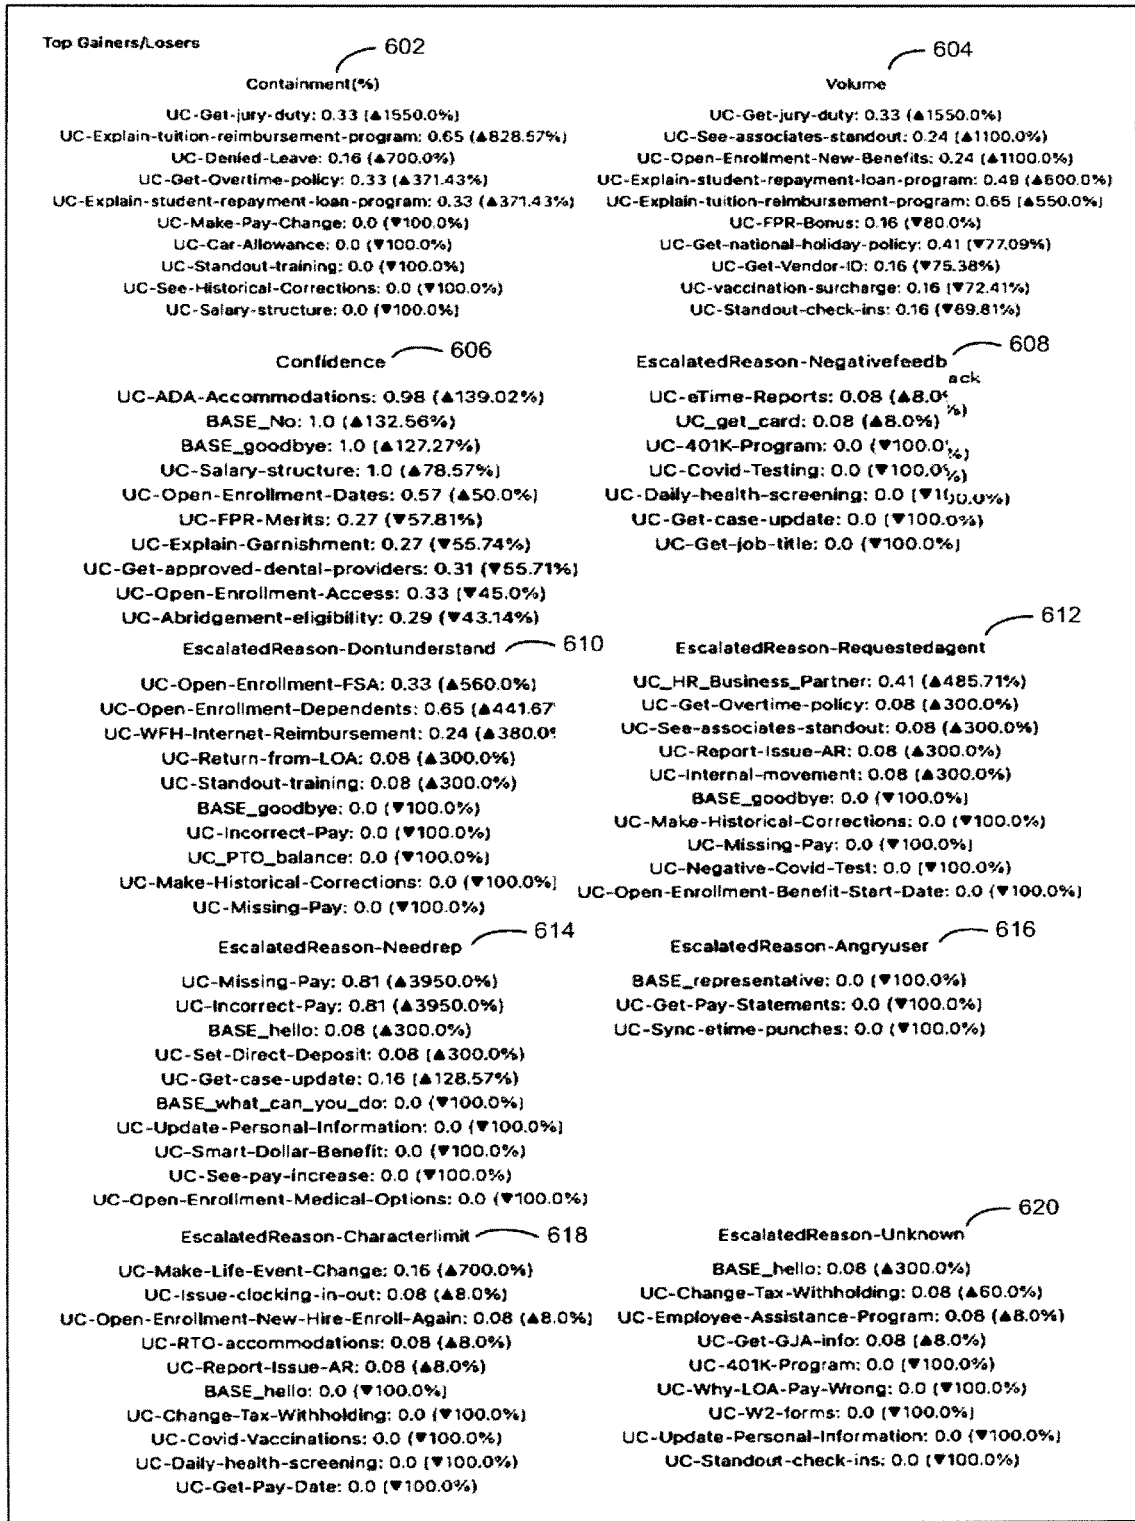 Top Gainers/Losers
602
Containment(%)
UC-Get-jury-duty: 0.33 (▲1550.0%)
UC-Explain-tuition-reimbursement-program: 0.65 (▲828.57%)
UC-Denied-Leave: 0.16 (▲700.0%)
UC-Get-Overtime-policy: 0.33 (▲371.43%)
UC-Explain-student-repayment-loan-program: 0.33 (▲371.43%)
UC-Make-Pay-Change: 0.0 (▼100.0%)
UC-Car-Allowance: 0.0 (▼100.0%)
UC-Standout-training: 0.0 (▼100.0%)
UC-See-Historical-Corrections: 0.0 (▼100.0%)
UC-Salary-structure: 0.0 (▼100.0%)
604
Volume
UC-Get-jury-duty: 0.33 (▲1550.0%)
UC-See-associates-standout: 0.24 (▲1100.0%)
UC-Open-Enrollment-New-Benefits: 0.24 (▲1100.0%)
UC-Explain-student-repayment-loan-program: 0.49 (▲600.0%)
UC-Explain-tuition-reimbursement-program: 0.65 (▲550.0%)
UC-FPR-Bonus: 0.16 (▼80.0%)
UC-Get-national-holiday-policy: 0.41 (▼77.09%)
UC-Get-Vendor-ID: 0.16 (▼75.38%)
UC-vaccination-surcharge: 0.16 (▼72.41%)
UC-Standout-check-ins: 0.16 (▼69.81%)
Confidence 606
UC-ADA-Accommodations: 0.98 (▲139.02%)
BASE_No: 1.0 (▲132.56%)
BASE_goodbye: 1.0 (▲127.27%)
UC-Salary-structure: 1.0 (▲78.57%)
UC-Open-Enrollment-Dates: 0.57 (▲50.0%)
UC-FPR-Merits: 0.27 (▼57.81%)
UC-Explain-Garnishment: 0.27 (▼55.74%)
UC-Get-approved-dental-providers: 0.31 (▼55.71%)
UC-Open-Enrollment-Access: 0.33 (▼45.0%)
UC-Abridgement-eligibility: 0.29 (▼43.14%)
608
EscalatedReason-Negativefeedb
ack
UC-eTime-Reports: 0.08 (▲8.0%)
UC_get_card: 0.08 (▲8.0%)
UC-401K-Program: 0.0 (▼100.0%)
UC-Covid-Testing: 0.0 (▼100.0%)
UC-Daily-health-screening: 0.0 (▼100.0%)
UC-Get-case-update: 0.0 (▼100.0%)
UC-Get-job-title: 0.0 (▼100.0%)
EscalatedReason-Dontunderstand 610
UC-Open-Enrollment-FSA: 0.33 (▲560.0%)
UC-Open-Enrollment-Dependents: 0.65 (▲441.67
UC-WFH-Internet-Reimbursement: 0.24 (▲380.0%
UC-Return-from-LOA: 0.08 (▲300.0%)
UC-Standout-training: 0.08 (▲300.0%)
BASE_goodbye: 0.0 (▼100.0%)
UC-Incorrect-Pay: 0.0 (▼100.0%)
UC_PTO_balance: 0.0 (▼100.0%)
UC-Make-Historical-Corrections: 0.0 (▼100.0%)
UC-Missing-Pay: 0.0 (▼100.0%)
612
EscalatedReason-Requestedagent
UC_HR_Business_Partner: 0.41 (▲485.71%)
UC-Get-Overtime-policy: 0.08 (▲300.0%)
UC-See-associates-standout: 0.08 (▲300.0%)
UC-Report-Issue-AR: 0.08 (▲300.0%)
UC-Internal-movement: 0.08 (▲300.0%)
BASE_goodbye: 0.0 (▼100.0%)
UC-Make-Historical-Corrections: 0.0 (▼100.0%)
UC-Missing-Pay: 0.0 (▼100.0%)
UC-Negative-Covid-Test: 0.0 (▼100.0%)
UC-Open-Enrollment-Benefit-Start-Date: 0.0 (▼100.0%)
614
EscalatedReason-Needrep
UC-Missing-Pay: 0.81 (▲3950.0%)
UC-Incorrect-Pay: 0.81 (▲3950.0%)
BASE_hello: 0.08 (▲300.0%)
UC-Set-Direct-Deposit: 0.08 (▲300.0%)
UC-Get-case-update: 0.16 (▲128.57%)
BASE_what_can_you_do: 0.0 (▼100.0%)
UC-Update-Personal-Information: 0.0 (▼100.0%)
UC-Smart-Dollar-Benefit: 0.0 (▼100.0%)
UC-See-pay-increase: 0.0 (▼100.0%)
UC-Open-Enrollment-Medical-Options: 0.0 (▼100.0%)
616
EscalatedReason-Angryuser
BASE_representative: 0.0 (▼100.0%)
UC-Get-Pay-Statements: 0.0 (▼100.0%)
UC-Sync-etime-punches: 0.0 (▼100.0%)
EscalatedReason-Characterlimit 618
UC-Make-Life-Event-Change: 0.16 (▲700.0%)
UC-Issue-clocking-in-out: 0.08 (▲8.0%)
UC-Open-Enrollment-New-Hire-Enroll-Again: 0.08 (▲8.0%)
UC-RTO-accommodations: 0.08 (▲8.0%)
UC-Report-Issue-AR: 0.08 (▲8.0%)
BASE_hello: 0.0 (▼100.0%)
UC-Change-Tax-Withholding: 0.0 (▼100.0%)
UC-Covid-Vaccinations: 0.0 (▼100.0%)
UC-Daily-health-screening: 0.0 (▼100.0%)
UC-Get-Pay-Date: 0.0 (▼100.0%)
620
EscalatedReason-Unknown
BASE_hello: 0.08 (▲300.0%)
UC-Change-Tax-Withholding: 0.08 (▲60.0%)
UC-Employee-Assistance-Program: 0.08 (▲8.0%)
UC-Get-GJA-info: 0.08 (▲8.0%)
UC-401K-Program: 0.0 (▼100.0%)
UC-Why-LOA-Pay-Wrong: 0.0 (▼100.0%)
UC-W2-forms: 0.0 (▼100.0%)
UC-Update-Personal-Information: 0.0 (▼100.0%)
UC-Standout-check-ins: 0.0 (▼100.0%)